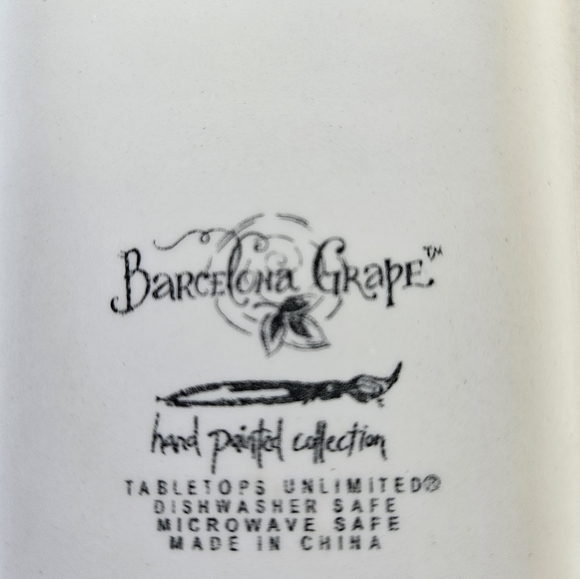 Barcelona Grape™
hand painted collection
TABLETOPS UNLIMITED®
DISHWASHER SAFE
MICROWAVE SAFE
MADE IN CHINA